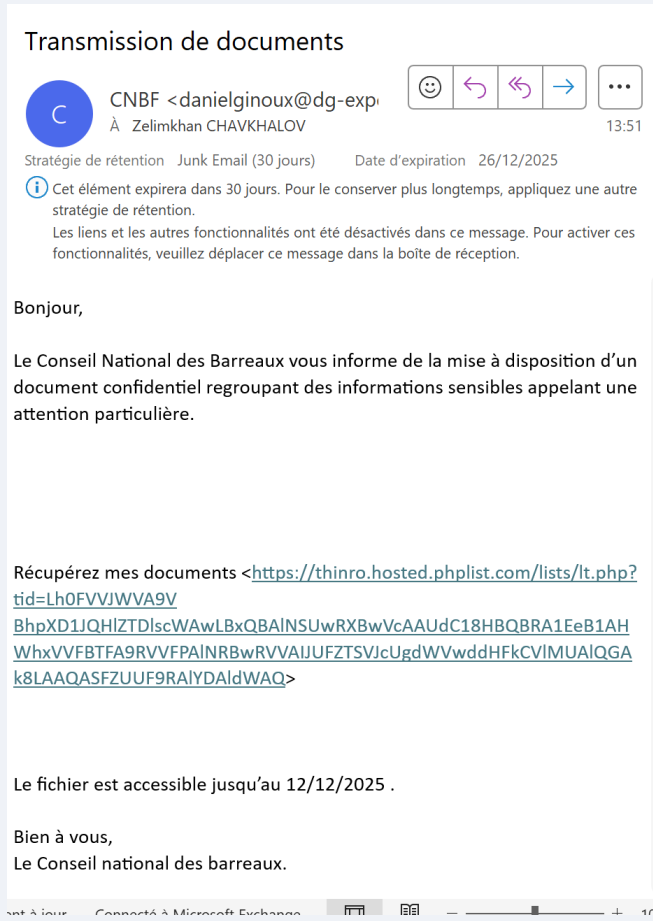 Transmission de documents
C
CNBF <danielginoux@dg-exp
À Zelimkhan CHAVKHALOV
13:51
Stratégie de rétention Junk Email (30 jours) Date d'expiration 26/12/2025
Cet élément expirera dans 30 jours. Pour le conserver plus longtemps, appliquez une autre
stratégie de rétention.
Les liens et les autres fonctionnalités ont été désactivés dans ce message. Pour activer ces
fonctionnalités, veuillez déplacer ce message dans la boîte de réception.
Bonjour,
Le Conseil National des Barreaux vous informe de la mise à disposition d'un
document confidentiel regroupant des informations sensibles appelant une
attention particulière.
Récupérez mes documents <https://thinro.hosted.phplist.com/lists/lt.php?
tid=Lh0FVVJWVA9V
BhpXD1JQHlZTDlscWAwLBxQBAlNSUwRXBwVcAAUdC18HBQBRA1EeB1AH
WhxVVFBTFA9RVVFPAlNRBwRVVAIJUFZTSVJcUgdWVwddHFkCVlMUAlQGA
k8LAAQASFZUUF9RAlYDAldWAQ>
Le fichier est accessible jusqu'au 12/12/2025 .
Bien à vous,
Le Conseil national des barreaux.
Connecté à Microsoft Exchange